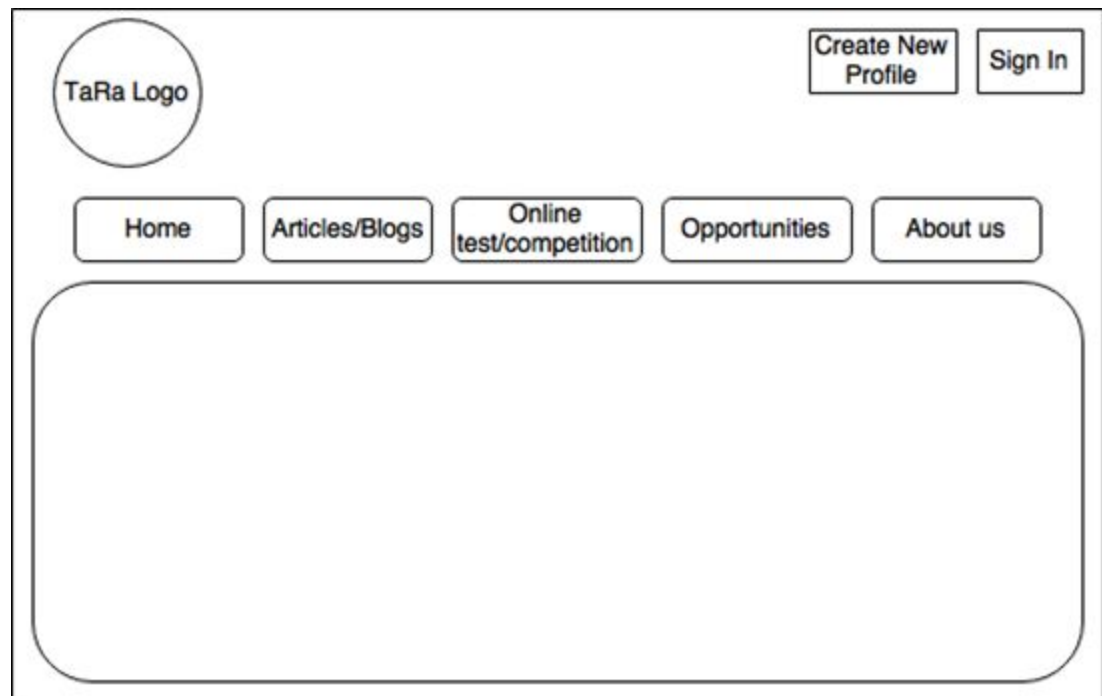 TaRa Logo
Create New
Profile
Sign In
Home
Articles/Blogs
Online
test/competition
Opportunities
About us